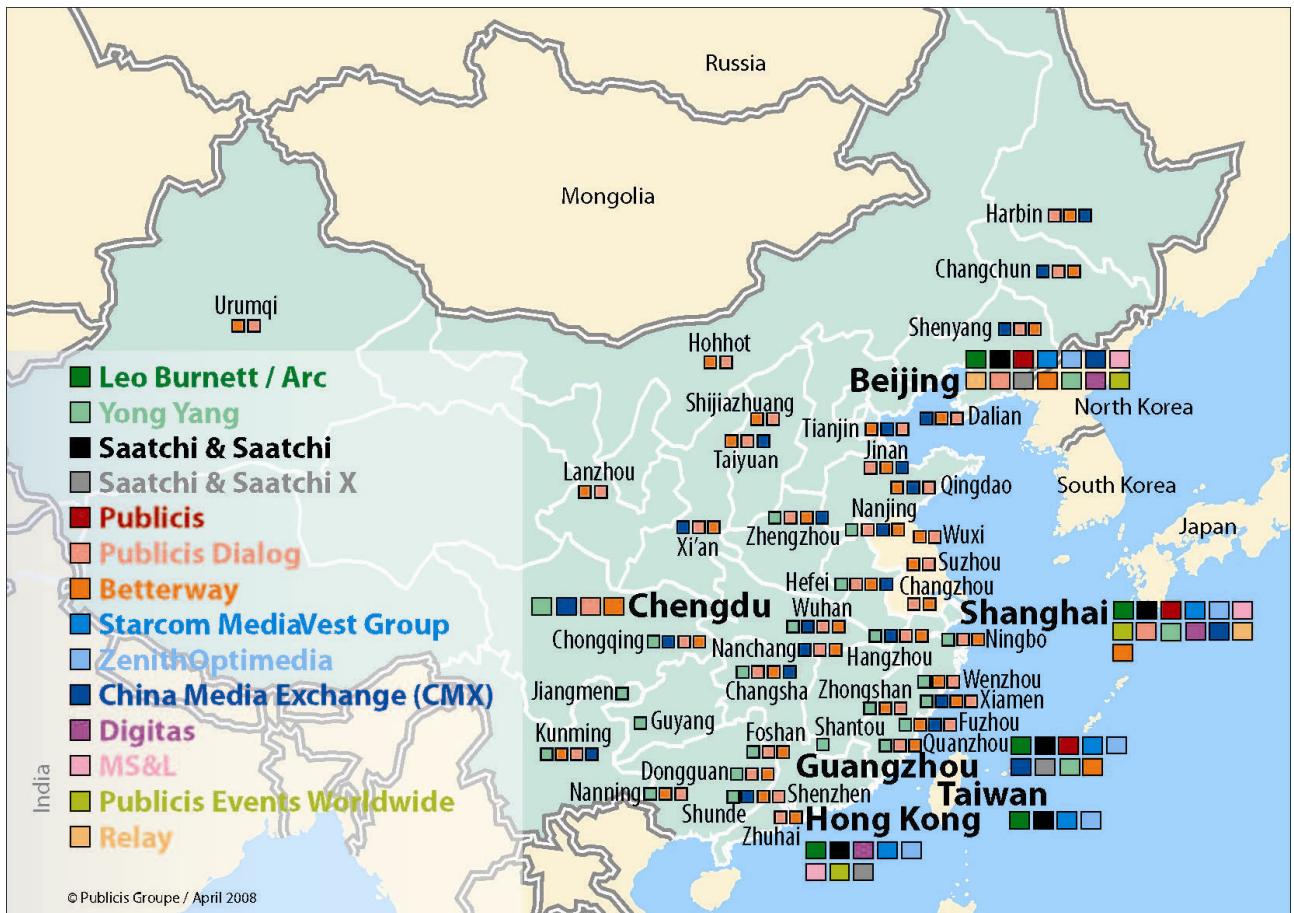 Russia
Mongolia
Harbin
Changchun
Urumqi
Shenyang
Hohhot
Beijing
Leo Burnett / Arc
Yong Yang
Saatchi & Saatchi
Saatchi & Saatchi X
Publicis
Publicis Dialog
Betterway
Starcom MediaVest Group
ZenithOptimedia
China Media Exchange (CMX)
Digitas
MS&L
Publicis Events Worldwide
Relay
India
© Publicis Groupe / April 2008
North Korea
Shijiazhuang
Dalian
Tianjin
Taiyuan
Jinan
Lanzhou
Qingdao
South Korea
Nanjing
Japan
Xi'an
Zhengzhou
Wuxi
Suzhou
Hefei
Changzhou
Chengdu
Wuhan
Shanghai
Chongqing
Nanchang
Hangzhou
Ningbo
Changsha
Wenzhou
Jiangmen
Zhongshan
Xiamen
Guyang
Shantou
Fuzhou
Kunming
Foshan
Quanzhou
Guangzhou
Dongguan
Nanning
Shenzhen
Taiwan
Shunde
Zhuhai
Hong Kong